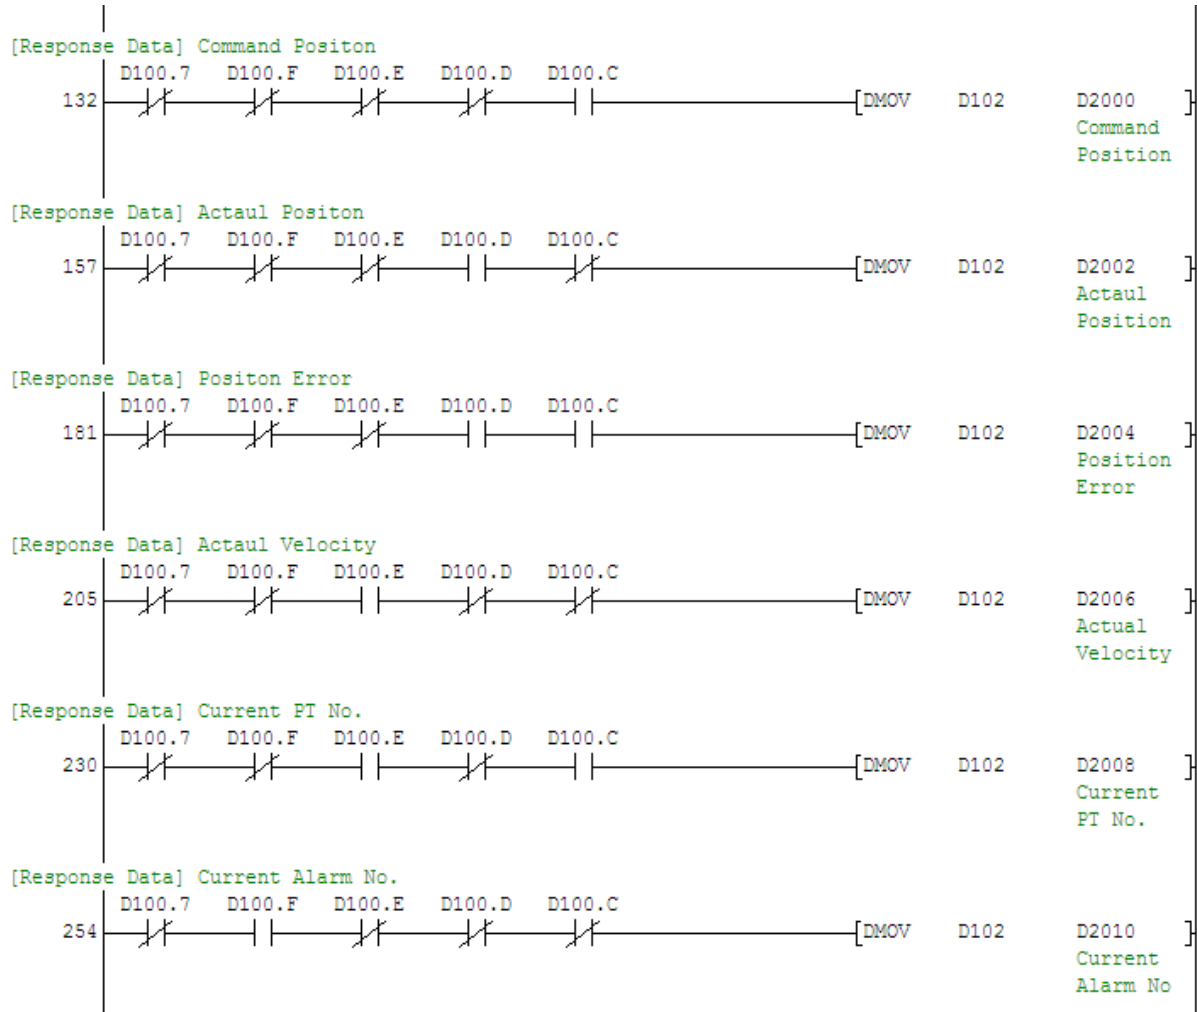 [Response Data] Command Positon
D100.7 D100.F D100.E D100.D D100.C
132 [DMOV D102 D2000 ]
Command
Position
[Response Data] Actaul Positon
D100.7 D100.F D100.E D100.D D100.C
157 [DMOV D102 D2002 ]
Actaul
Position
[Response Data] Positon Error
D100.7 D100.F D100.E D100.D D100.C
181 [DMOV D102 D2004 ]
Position
Error
[Response Data] Actaul Velocity
D100.7 D100.F D100.E D100.D D100.C
205 [DMOV D102 D2006 ]
Actual
Velocity
[Response Data] Current PT No.
D100.7 D100.F D100.E D100.D D100.C
230 [DMOV D102 D2008 ]
Current
PT No.
[Response Data] Current Alarm No.
D100.7 D100.F D100.E D100.D D100.C
254 [DMOV D102 D2010 ]
Current
Alarm No